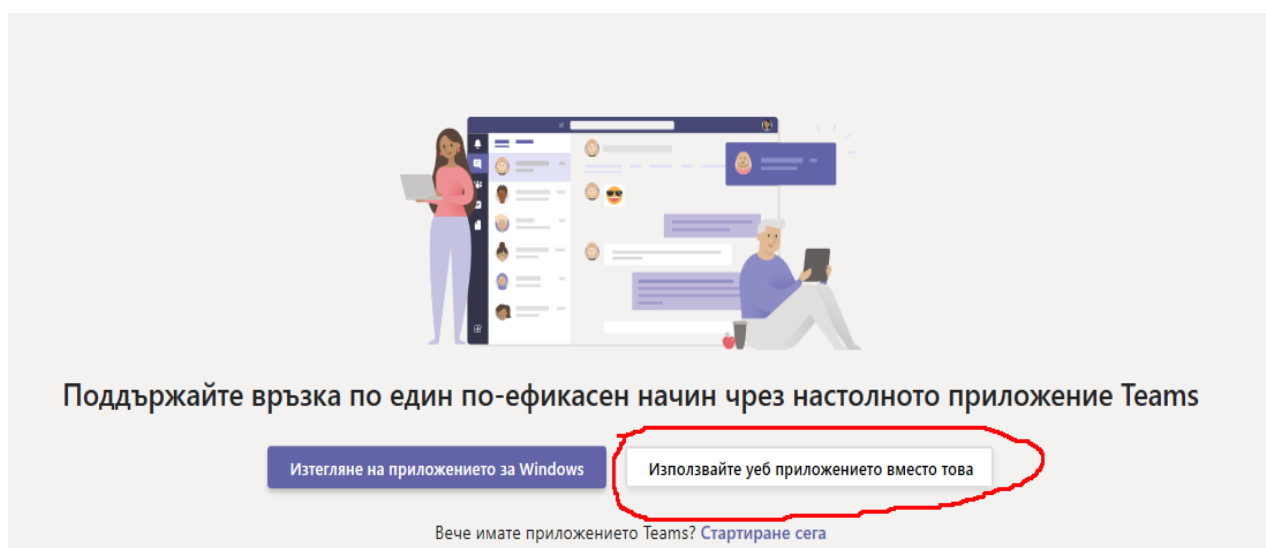 Поддържайте връзка по един по-ефикасен начин чрез настолното приложение Teams
Изтегляне на приложението за Windows
Използвайте уеб приложението вместо това
Вече имате приложението Teams? Стартиране сега